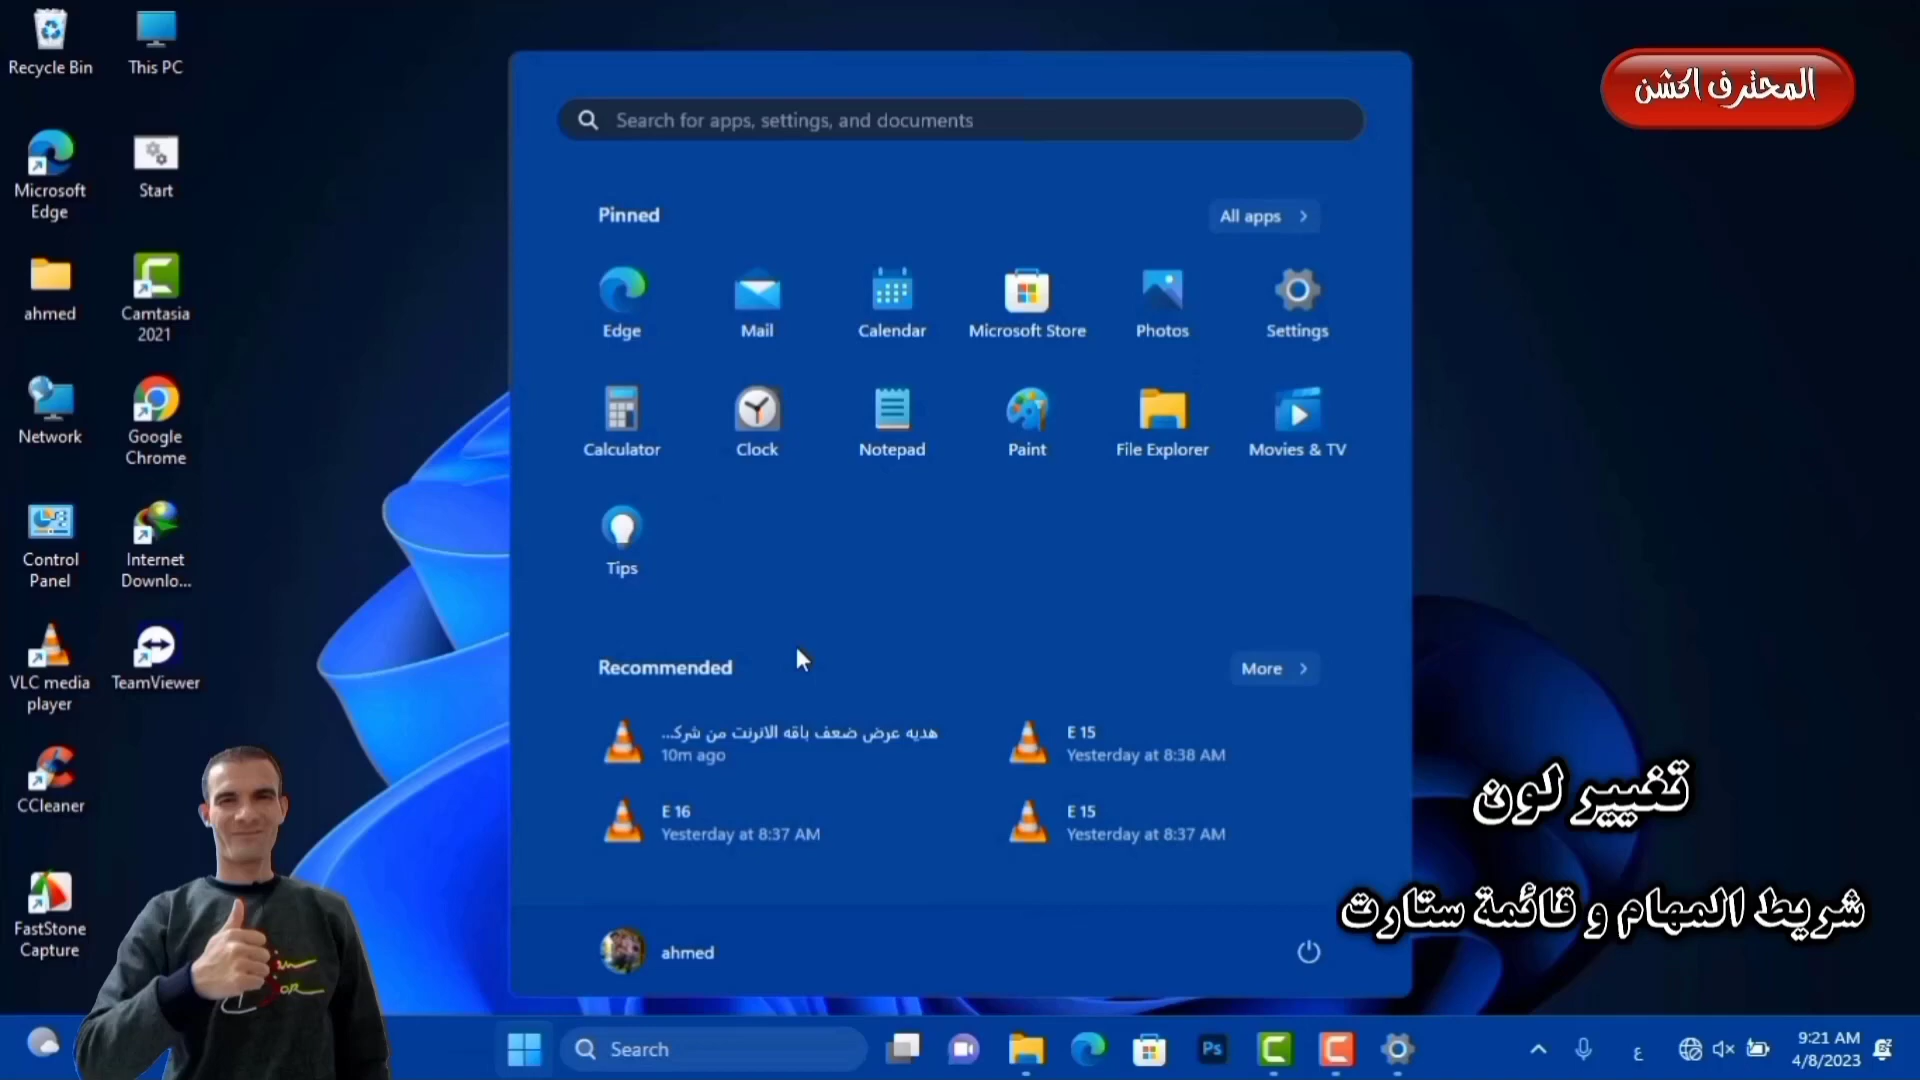 Recycle Bin
This PC
Microsoft
Edge
Start
ahmed
Camtasia
2021
Network
Google
Chrome
Control
Panel
Internet
Downlo...
VLC media
player
TeamViewer
CCleaner
FastStone
Capture
Search for apps, settings, and documents
Pinned
All apps
Edge
Mail
Calendar
Microsoft Store
Photos
Settings
Calculator
Clock
Notepad
Paint
File Explorer
Movies & TV
Tips
Recommended
More
هديه عرض ضعف باقه الانرنت من شركـ...
10m ago
E 15
Yesterday at 8:38 AM
E 16
Yesterday at 8:37 AM
E 15
Yesterday at 8:37 AM
ahmed
المحترف اكشن
تغيير لون
شريط المهام و قائمة ستارت
Search
Ps
ع
9:21 AM
4/8/2023